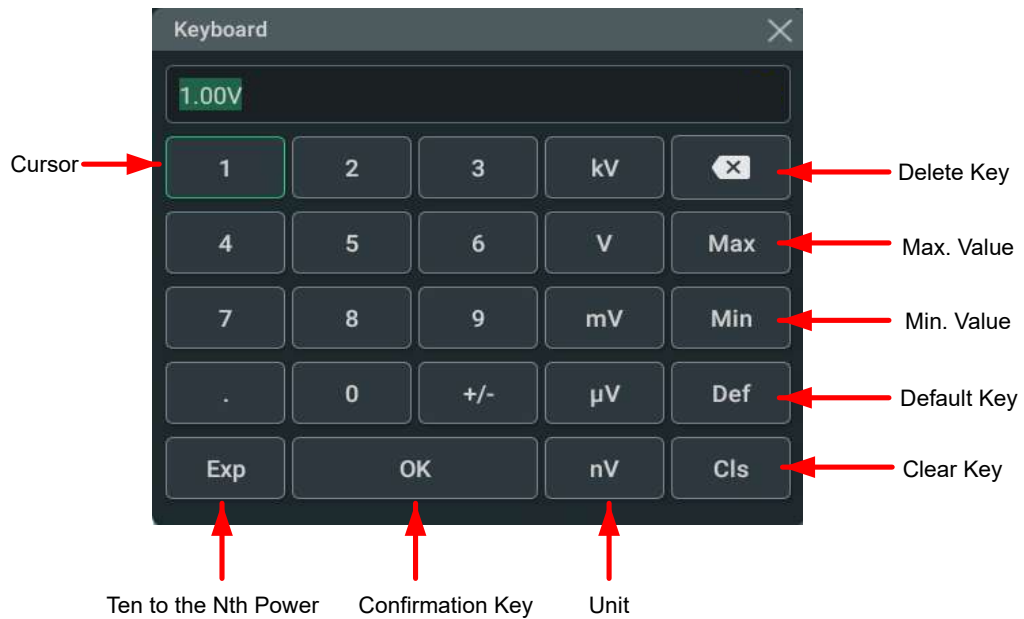 Keyboard
1.00V
Cursor 1 2 3 kV Delete Key
4 5 6 V Max Max. Value
7 8 9 mV Min Min. Value
. 0 +/- µV Def Default Key
Exp OK nV Cls Clear Key
Ten to the Nth Power Confirmation Key Unit